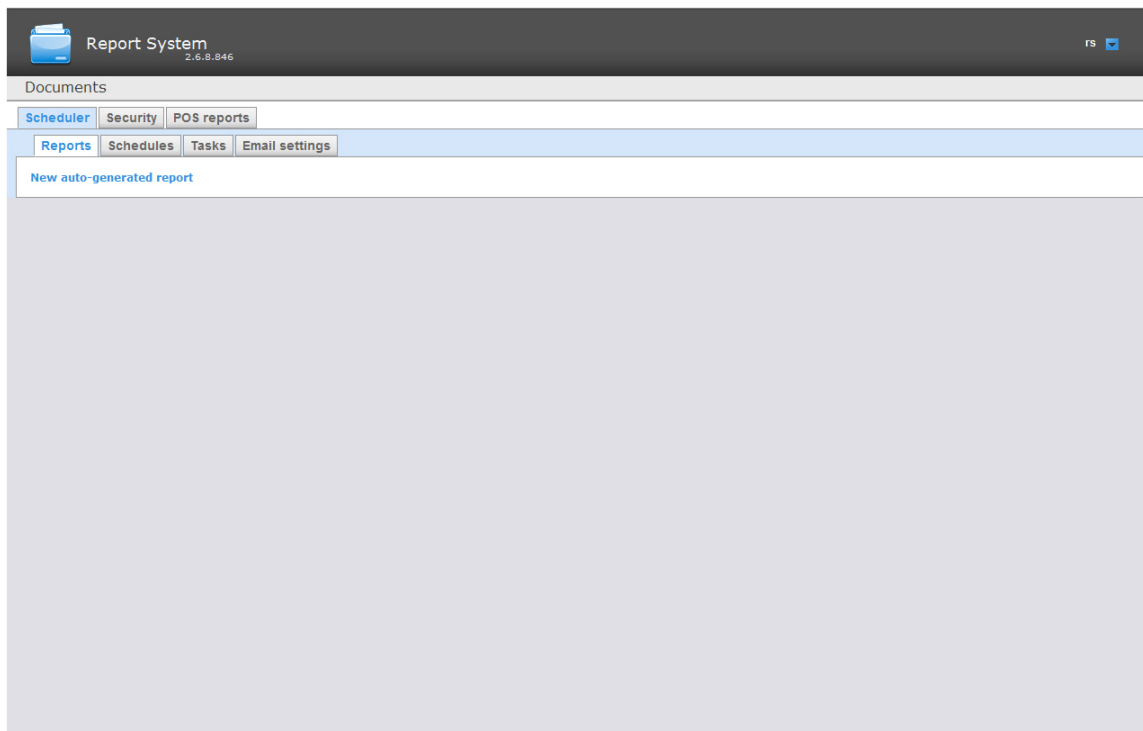 Report System
2.6.8.846
rs
Documents
Scheduler Security POS reports
Reports Schedules Tasks Email settings
New auto-generated report